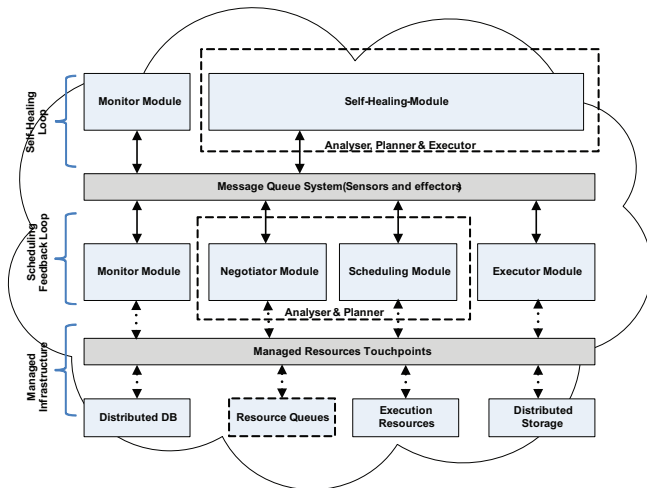 Self-Healing
Loop
Monitor Module
Self-Healing-Module
Analyser, Planner & Executor
Message Queue System(Sensors and effectors)
Scheduling
Feedback Loop
Monitor Module
Negotiator Module
Scheduling Module
Executor Module
Analyser & Planner
Managed
Infrastructure
Managed Resources Touchpoints
Distributed DB
Resource Queues
Execution
Resources
Distributed
Storage